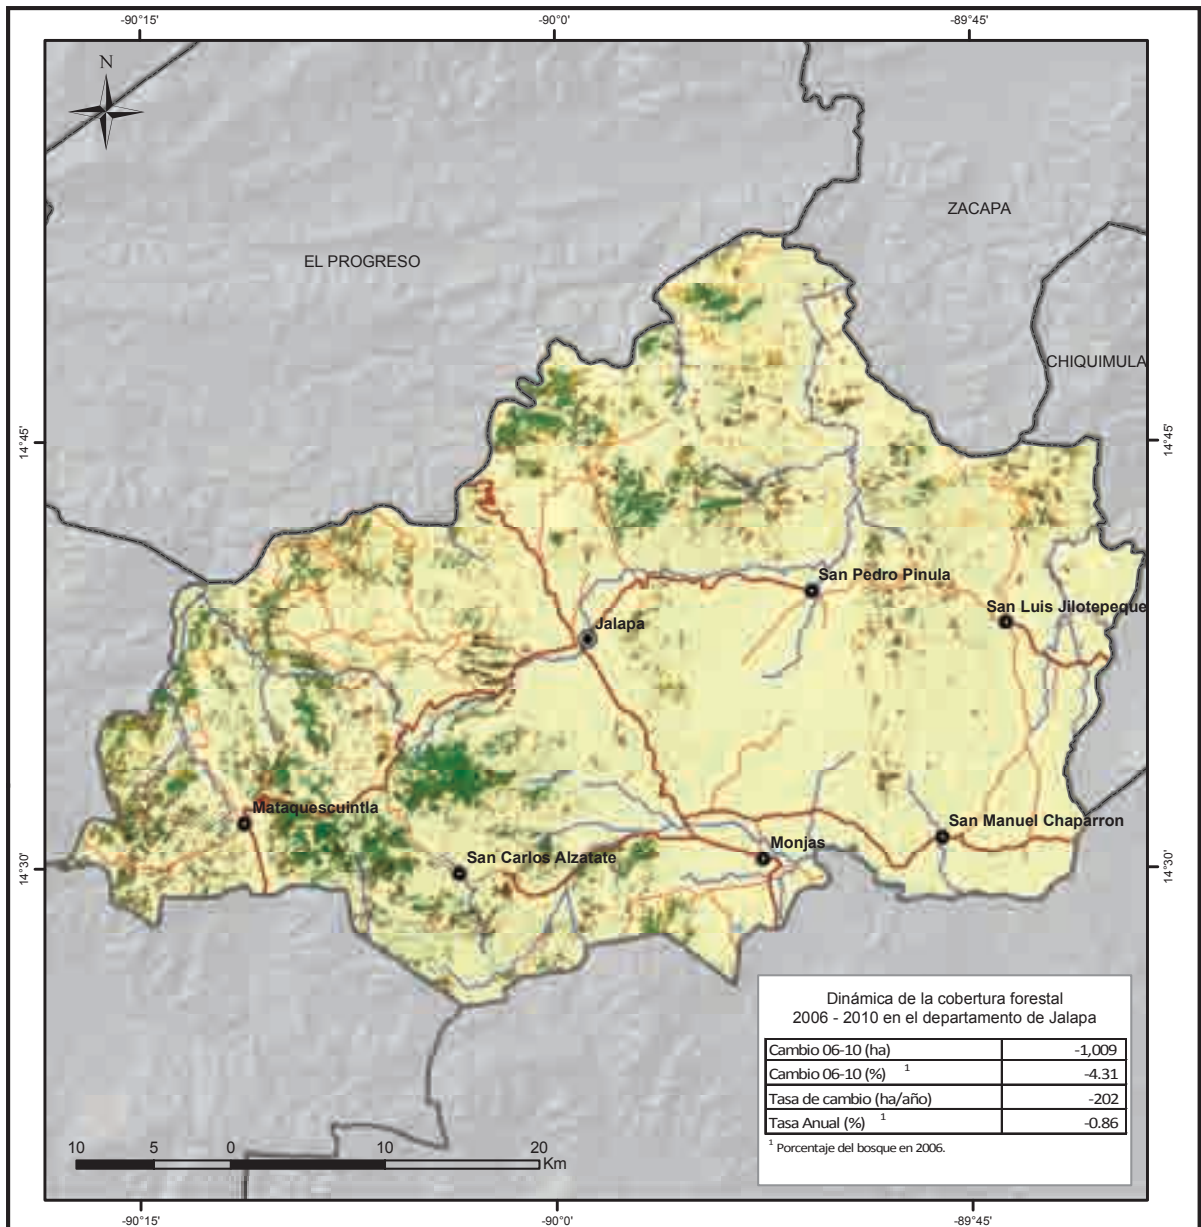 -90°15'
-90°0'
-89°45'
N
ZACAPA
EL PROGRESO
CHIQUIMULA
14°45'
14°45'
San Pedro Pinula
San Luis Jilotepeque
Jalapa
Mataquescuintla
San Manuel Chaparron
Monjas
San Carlos Alzatate
14°30'
14°30'
Dinámica de la cobertura forestal
2006 - 2010 en el departamento de Jalapa
Cambio 06-10 (ha) -1,009
Cambio 06-10 (%) 1 -4.31
Tasa de cambio (ha/año) -202
Tasa Anual (%) 1 -0.86
1 Porcentaje del bosque en 2006.
10 5 0 10 20
Km
-90°15'
-90°0'
-89°45'